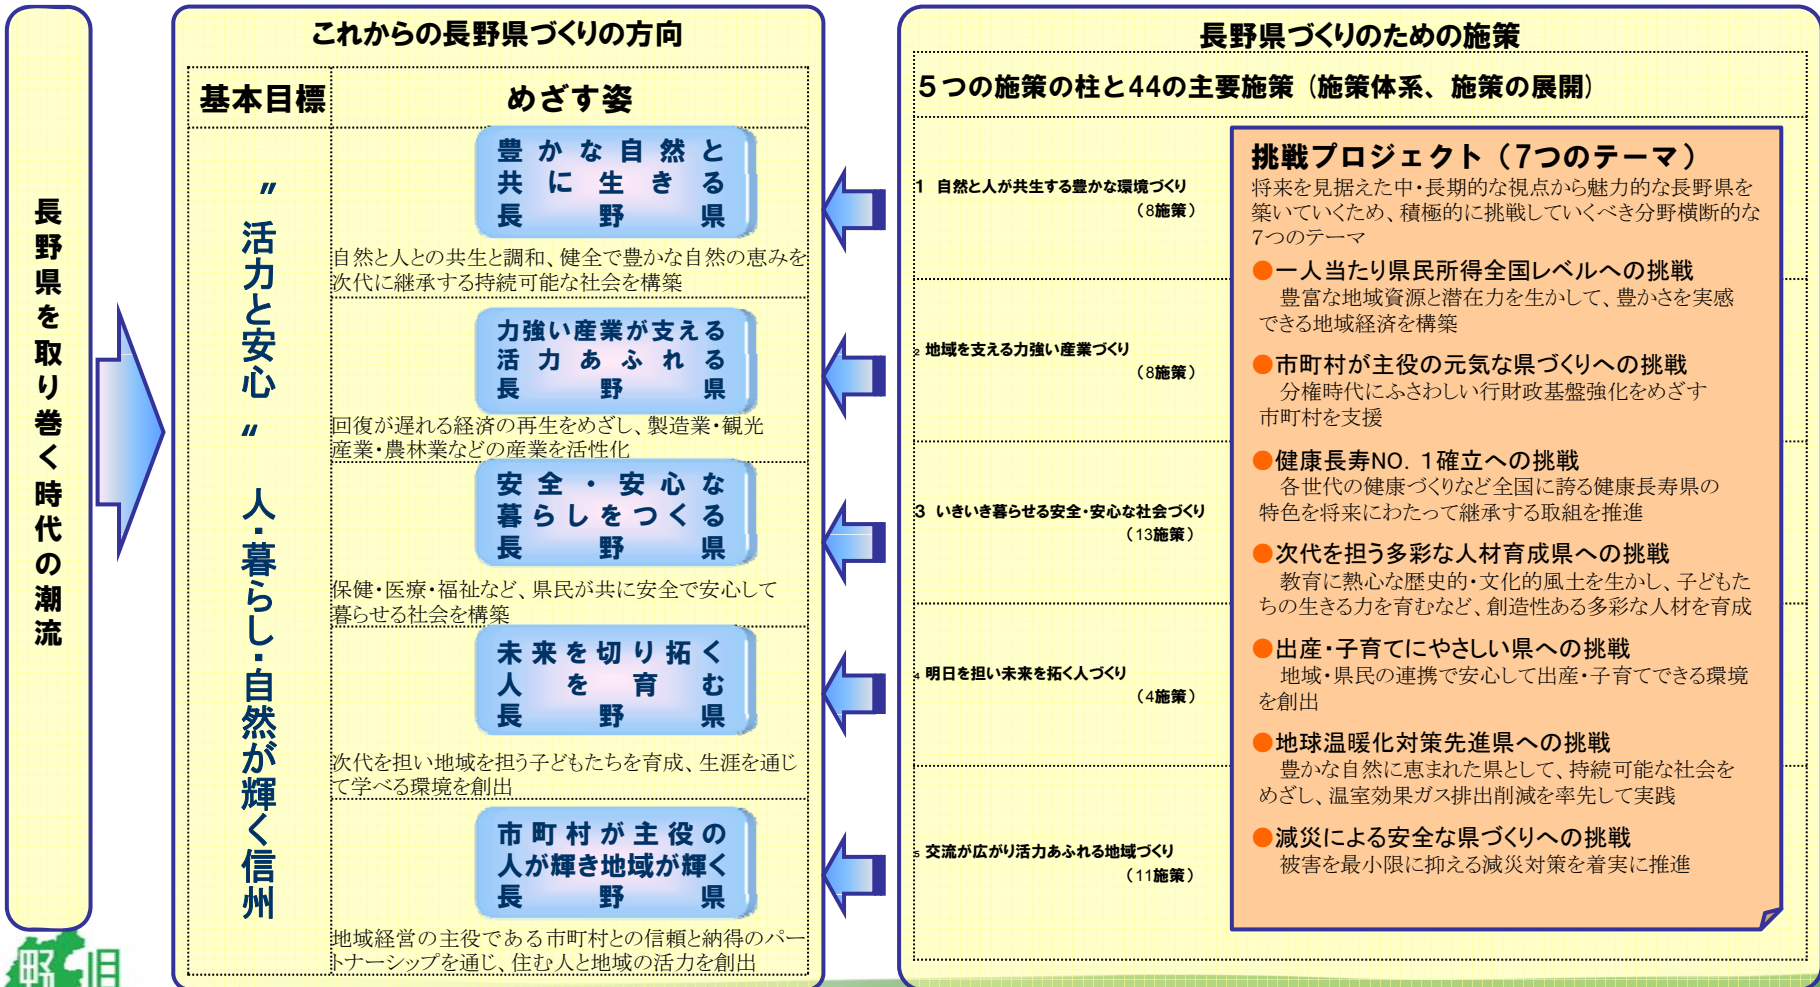 長野県を取り巻く時代の潮流
これからの長野県づくりの方向
基本目標
めざす姿
〃活力と安心〃 人・暮らし・自然が輝く信州
豊かな自然と
共に生きる
長野県
自然と人との共生と調和、健全で豊かな自然の恵みを
次代に継承する持続可能な社会を構築
力強い産業が支える
活力あふれる
長野県
回復が遅れる経済の再生をめざし、製造業・観光
産業・農林業などの産業を活性化
安全・安心な
暮らしをつくる
長野県
保健・医療・福祉など、県民が共に安全で安心して
暮らせる社会を構築
未来を切り拓く
人を育む
長野県
次代を担い地域を担う子どもたちを育成、生涯を通じ
て学べる環境を創出
市町村が主役の
人が輝き地域が輝く
長野県
地域経営の主役である市町村との信頼と納得のパー
トナーシップを通じ、住む人と地域の活力を創出
長野県づくりのための施策
5つの施策の柱と44の主要施策(施策体系、施策の展開)
1 自然と人が共生する豊かな環境づくり
(8施策)
2 地域を支える力強い産業づくり
(8施策)
3 いきいき暮らせる安全・安心な社会づくり
(13施策)
4 明日を担い未来を拓く人づくり
(4施策)
5 交流が広がり活力あふれる地域づくり
(11施策)
挑戦プロジェクト(7つのテーマ)
将来を見据えた中・長期的な視点から魅力的な長野県を
築いていくため、積極的に挑戦していくべき分野横断的な
7つのテーマ
●一人当たり県民所得全国レベルへの挑戦
豊富な地域資源と潜在力を生かして、豊かさを実感
できる地域経済を構築
●市町村が主役の元気な県づくりへの挑戦
分権時代にふさわしい行財政基盤強化をめざす
市町村を支援
●健康長寿NO.1確立への挑戦
各世代の健康づくりなど全国に誇る健康長寿県の
特色を将来にわたって継承する取組を推進
●次代を担う多彩な人材育成県への挑戦
教育に熱心な歴史的・文化的風土を生かし、子どもた
ちの生きる力を育むなど、創造性ある多彩な人材を育成
●出産・子育てにやさしい県への挑戦
地域・県民の連携で安心して出産・子育てできる環境
を創出
●地球温暖化対策先進県への挑戦
豊かな自然に恵まれた県として、持続可能な社会を
めざし、温室効果ガス排出削減を率先して実践
●減災による安全な県づくりへの挑戦
被害を最小限に抑える減災対策を着実に推進